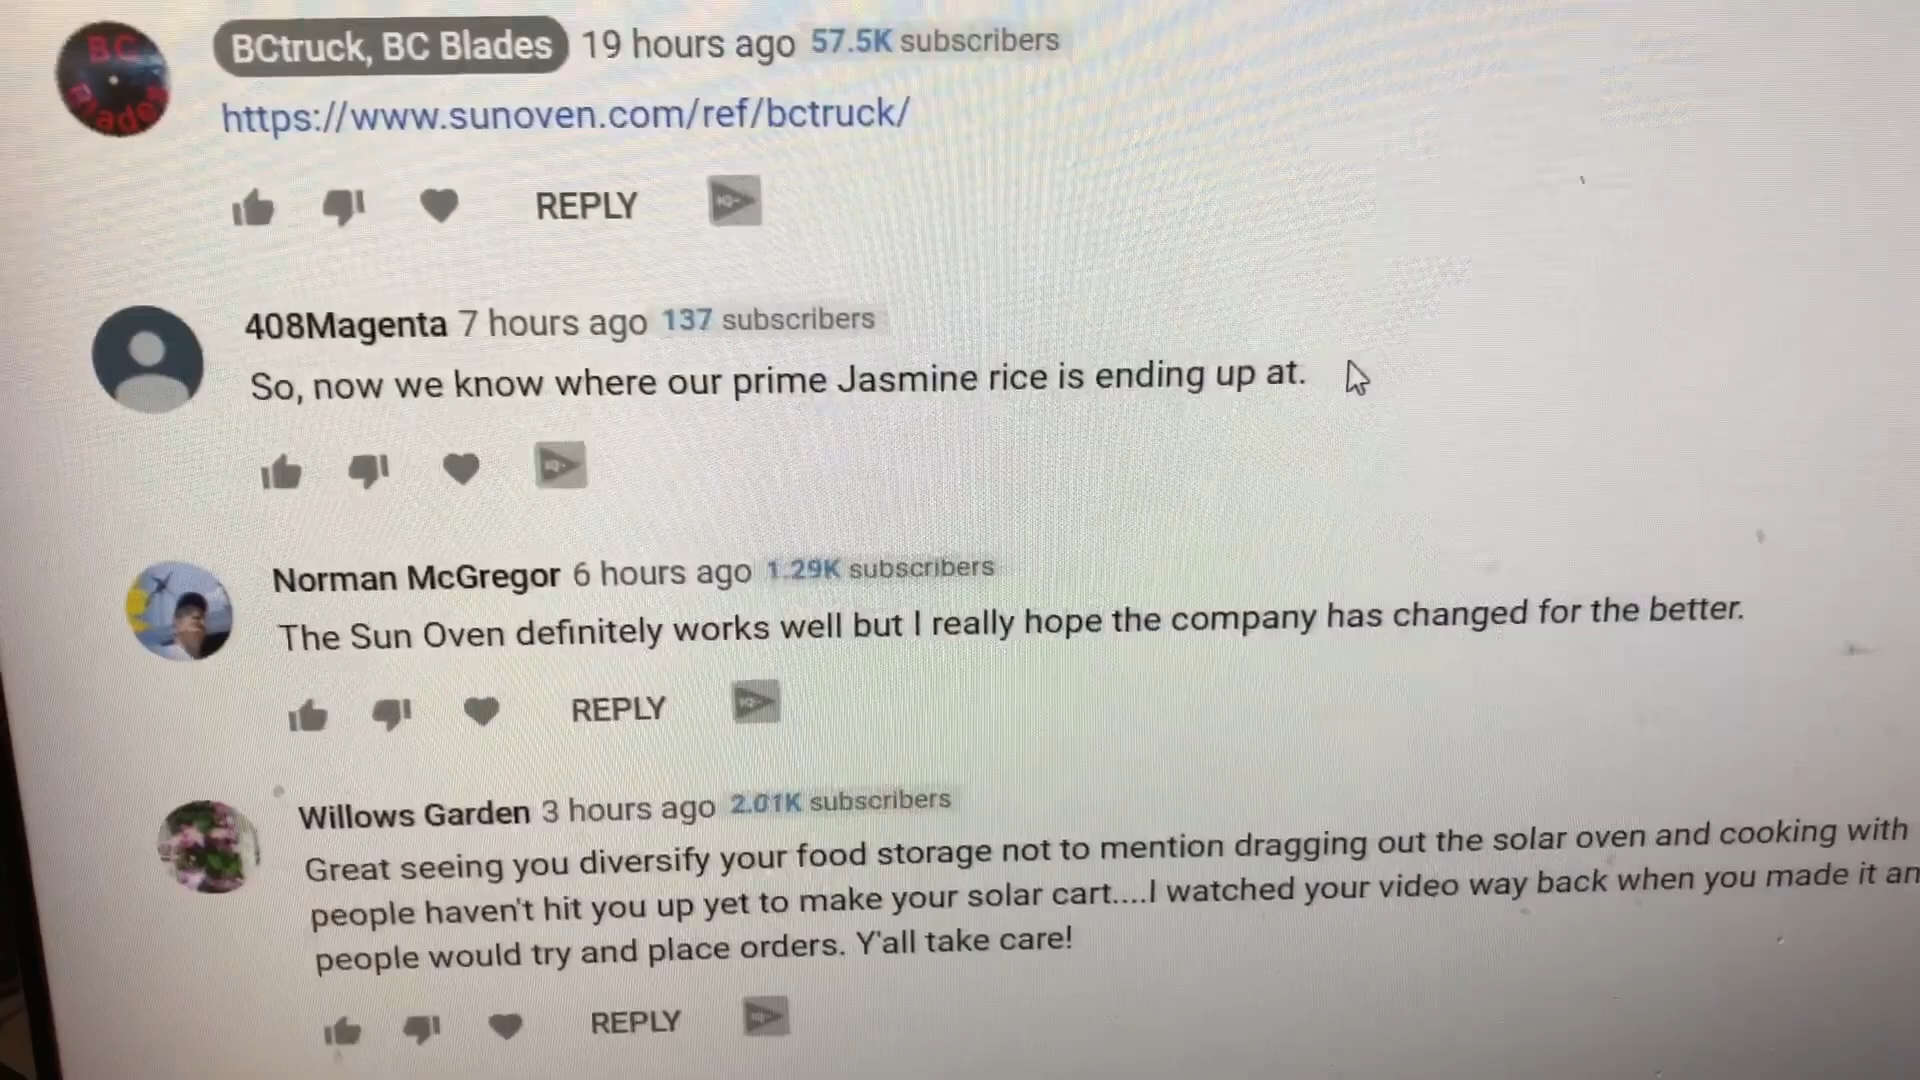 BC Blades
BCtruck, BC Blades 19 hours ago 57.5K subscribers
https://www.sunoven.com/ref/bctruck/
REPLY
408Magenta 7 hours ago 137 subscribers
So, now we know where our prime Jasmine rice is ending up at.
Norman McGregor 6 hours ago 1.29K subscribers
The Sun Oven definitely works well but I really hope the company has changed for the better.
REPLY
Willows Garden 3 hours ago 2.01K subscribers
Great seeing you diversify your food storage not to mention dragging out the solar oven and cooking with
people haven't hit you up yet to make your solar cart....I watched your video way back when you made it an
people would try and place orders. Y'all take care!
REPLY